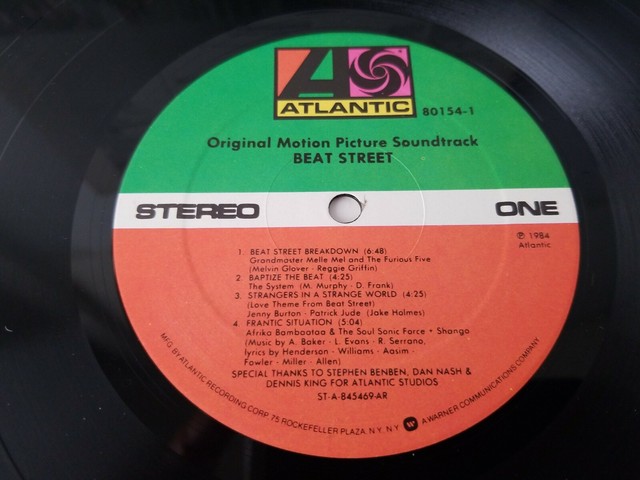 ATLANTIC
80154-1
Original Motion Picture Soundtrack
BEAT STREET
STEREO
ONE
℗ 1984
Atlantic
1. BEAT STREET BREAKDOWN (6:48)
Grandmaster Melle Mel and The Furious Five
(Melvin Glover · Reggie Griffin)
2. BAPTIZE THE BEAT (4:25)
The System (M. Murphy · D. Frank)
3. STRANGERS IN A STRANGE WORLD (4:25)
(Love Theme From Beat Street)
Jenny Burton · Patrick Jude (Jake Holmes)
4. FRANTIC SITUATION (5:04)
Afrika Bambaataa & The Soul Sonic Force + Shango
(Music by A. Baker · L. Evans · R. Serrano,
lyrics by Henderson · Williams · Aasim ·
Fowler · Miller · Allen)
SPECIAL THANKS TO STEPHEN BENBEN, DAN NASH &
DENNIS KING FOR ATLANTIC STUDIOS
ST-A-845469-AR
MFG. BY ATLANTIC RECORDING CORP. 75 ROCKEFELLER PLAZA, N.Y. N.Y. A WARNER COMMUNICATIONS COMPANY